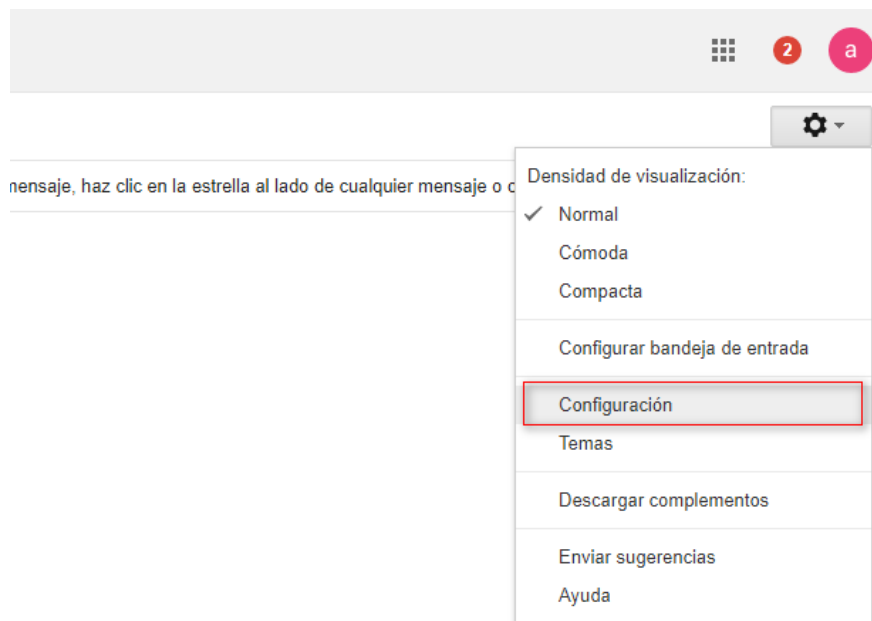 2
a
Densidad de visualización:
mensaje, haz clic en la estrella al lado de cualquier mensaje o
Normal
Cómoda
Compacta
Configurar bandeja de entrada
Configuración
Temas
Descargar complementos
Enviar sugerencias
Ayuda